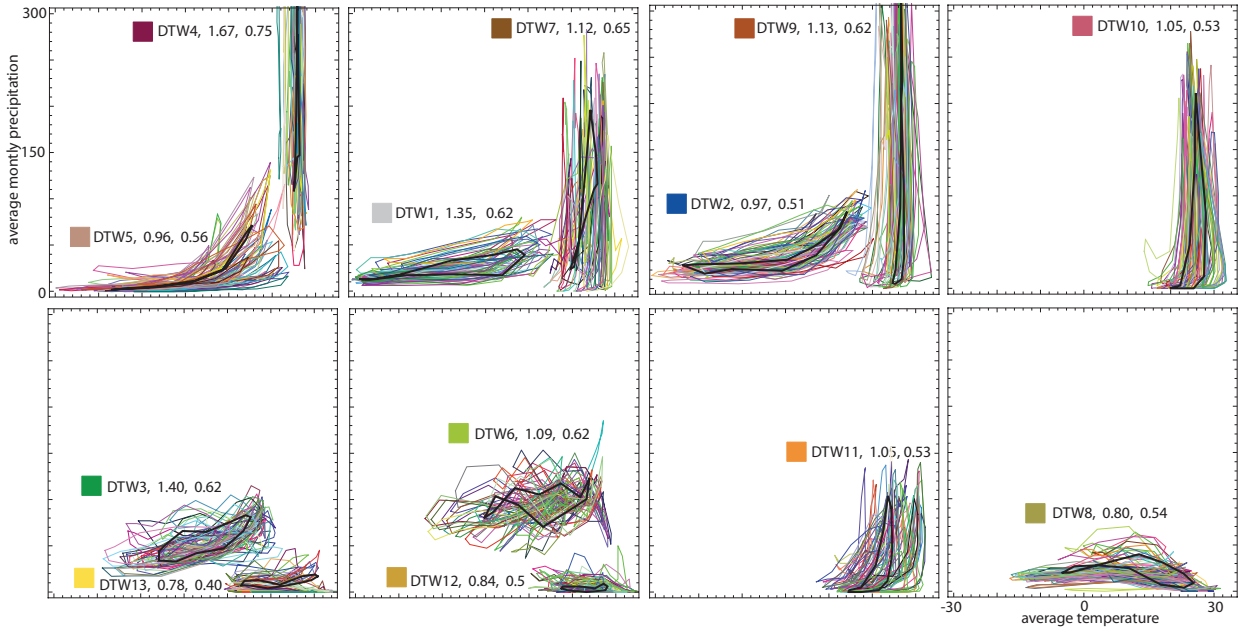 300
DTW4, 1.67, 0.75
DTW7, 1.12, 0.65
DTW9, 1.13, 0.62
DTW10, 1.05, 0.53
average montly precipitation
150
DTW5, 0.96, 0.56
DTW1, 1.35, 0.62
DTW2, 0.97, 0.51
0
DTW3, 1.40, 0.62
DTW6, 1.09, 0.62
DTW11, 1.05, 0.53
DTW8, 0.80, 0.54
DTW13, 0.78, 0.40
DTW12, 0.84, 0.5
-30
0
30
average temperature